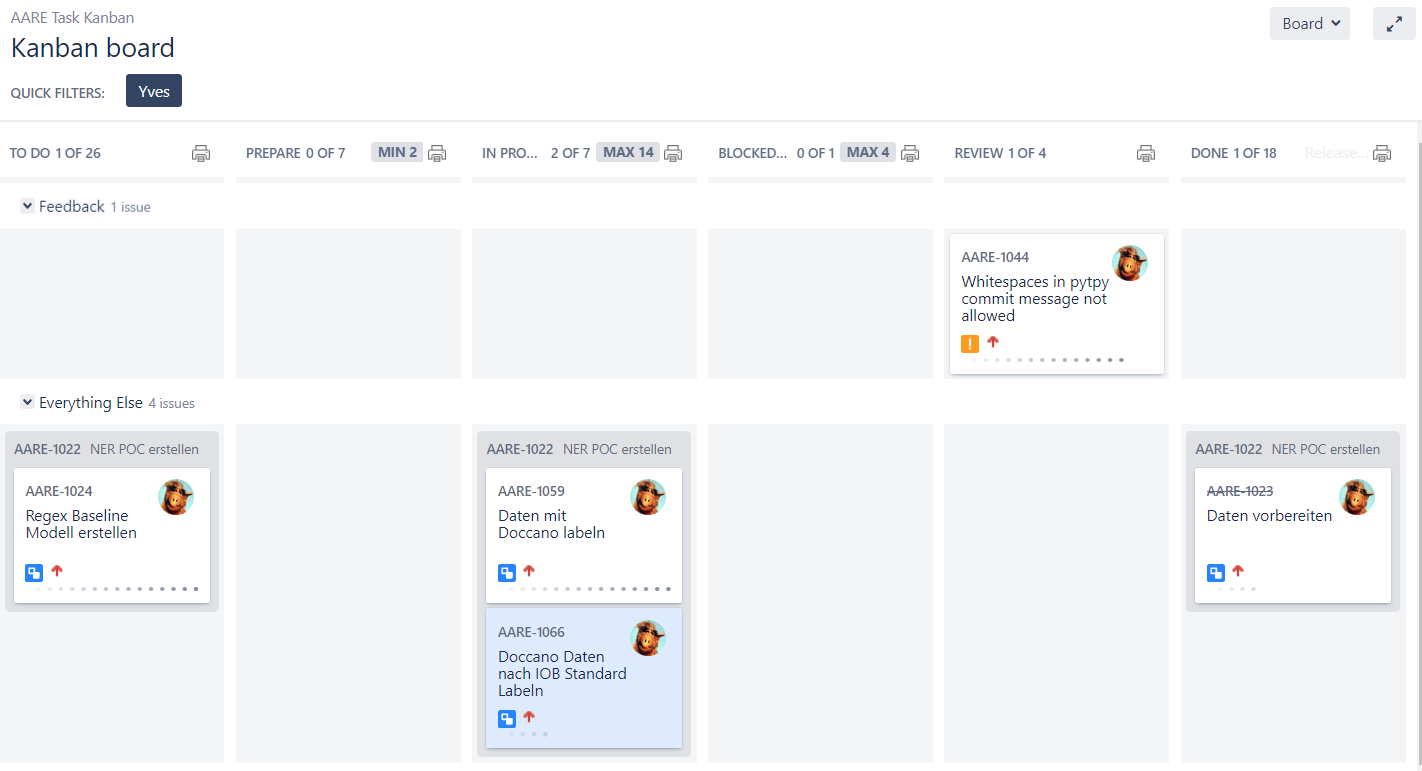 AARE Task Kanban
Board
Kanban board
QUICK FILTERS:
Yves
TO DO 1 OF 26
PREPARE 0 OF 7
MIN 2
IN PRO... 2 OF 7
MAX 14
BLOCKED... 0 OF 1
MAX 4
REVIEW 1 OF 4
DONE 1 OF 18
Release...
Feedback 1 issue
AARE-1044
Whitespaces in pytpy
commit message not
allowed
Everything Else 4 issues
AARE-1022 NER POC erstellen
AARE-1024
Regex Baseline
Modell erstellen
AARE-1022 NER POC erstellen
AARE-1059
Daten mit
Doccano labeln
AARE-1066
Doccano Daten
nach IOB Standard
Labeln
AARE-1022 NER POC erstellen
AARE-1023
Daten vorbereiten